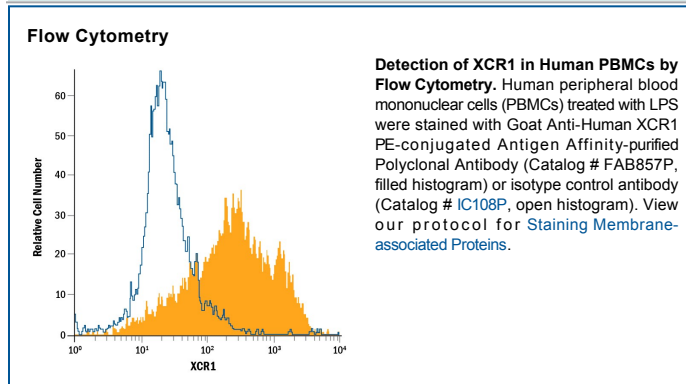 Flow Cytometry
60
50
40
30
20
10
0
Relative Cell Number
10⁰ 10¹ 10² 10³ 10⁴
XCR1
Detection of XCR1 in Human PBMCs by
Flow Cytometry. Human peripheral blood
mononuclear cells (PBMCs) treated with LPS
were stained with Goat Anti-Human XCR1
PE-conjugated Antigen Affinity-purified
Polyclonal Antibody (Catalog # FAB857P,
filled histogram) or isotype control antibody
(Catalog # IC108P, open histogram). View
our protocol for Staining Membrane-
associated Proteins.